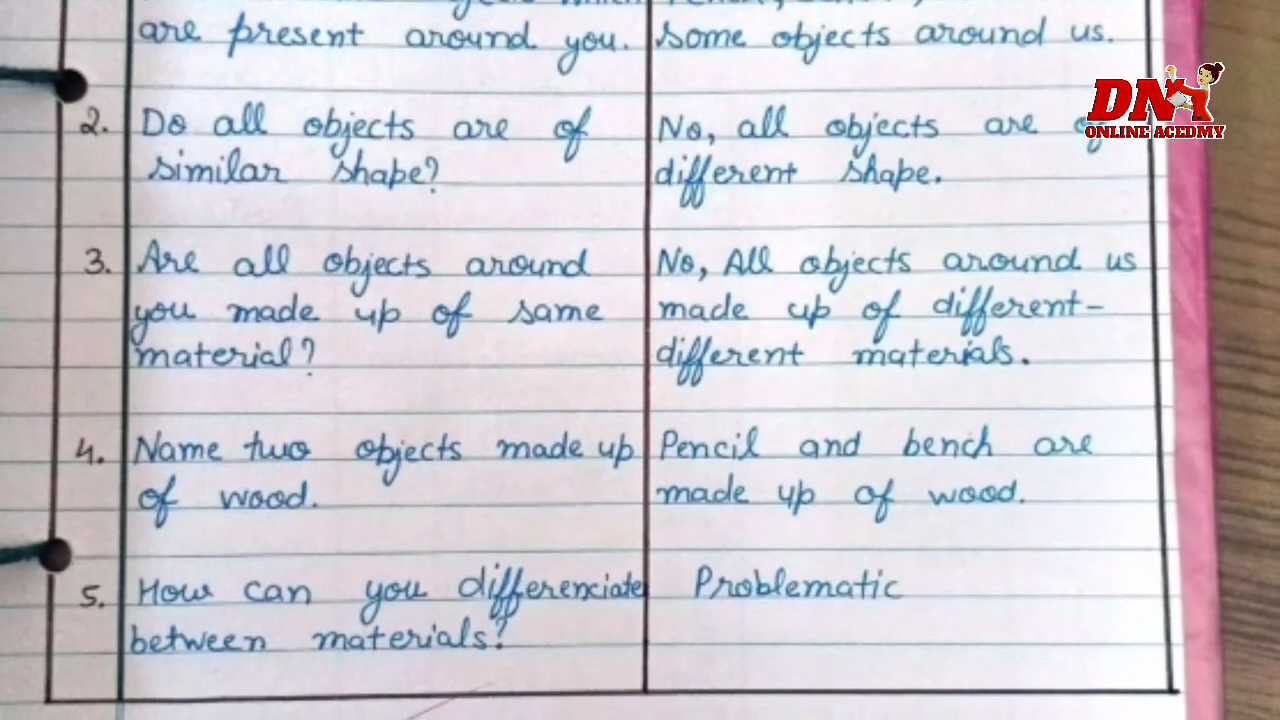 are present around you. some objects around us.
2. Do all objects are of No, all objects are of
similar shape? different shape.
3. Are all objects around No, All objects around us
you made up of same made up of different-
material? different materials.
4. Name two objects made up Pencil and bench are
of wood. made up of wood.
5. How can you differenciate Problematic
between materials?
DN
ONLINE ACEDMY